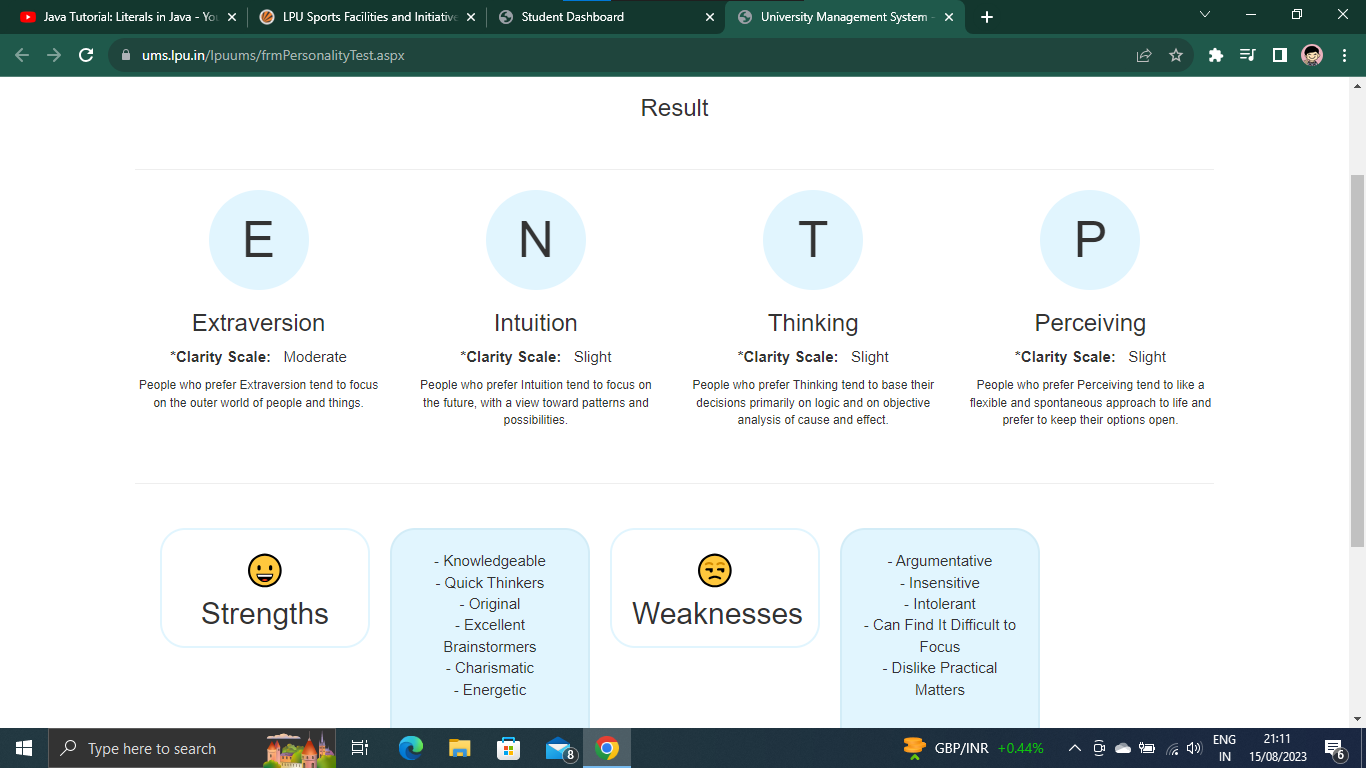 Java Tutorial: Literals in Java - You
LPU Sports Facilities and Initiative
Student Dashboard
University Management System -
ums.lpu.in/lpuums/frmPersonalityTest.aspx
Result
E
N
T
P
Extraversion
Intuition
Thinking
Perceiving
*Clarity Scale: Moderate
*Clarity Scale: Slight
*Clarity Scale: Slight
*Clarity Scale: Slight
People who prefer Extraversion tend to focus
on the outer world of people and things.
People who prefer Intuition tend to focus on
the future, with a view toward patterns and
possibilities.
People who prefer Thinking tend to base their
decisions primarily on logic and on objective
analysis of cause and effect.
People who prefer Perceiving tend to like a
flexible and spontaneous approach to life and
prefer to keep their options open.
Strengths
- Knowledgeable
- Quick Thinkers
- Original
- Excellent
Brainstormers
- Charismatic
- Energetic
Weaknesses
- Argumentative
- Insensitive
- Intolerant
- Can Find It Difficult to
Focus
- Dislike Practical
Matters
Type here to search
8
GBP/INR +0.44%
ENG
IN
21:11
15/08/2023
6